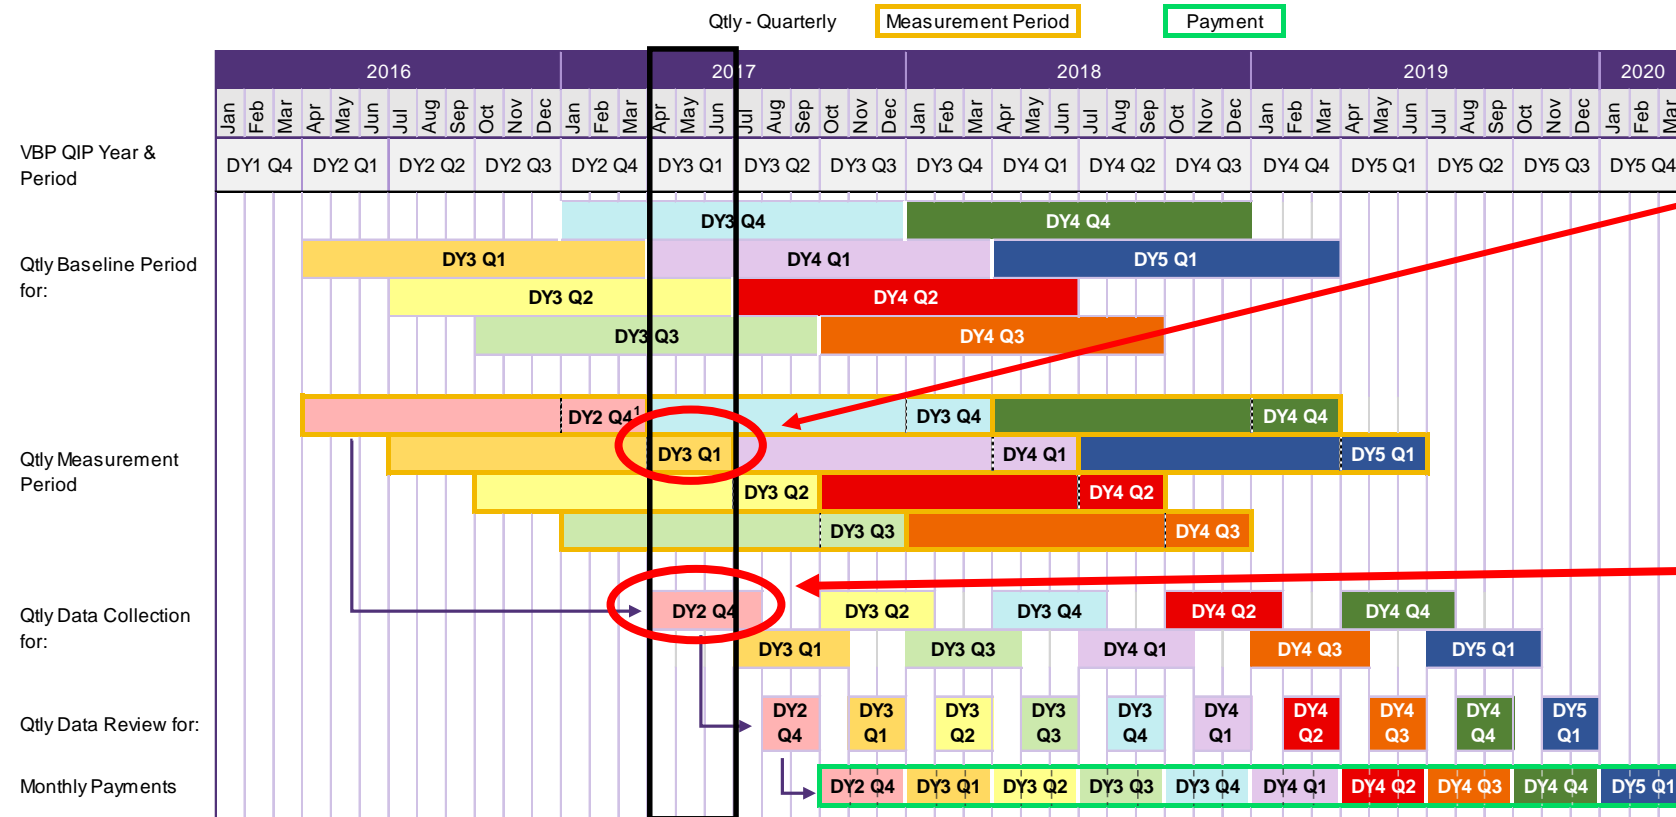 Qtly - Quarterly Measurement Period Payment
2016 2017 2018 2019 2020
Jan Feb Mar Apr May Jun Jul Aug Sep Oct Nov Dec Jan Feb Mar Apr May Jun Jul Aug Sep Oct Nov Dec Jan Feb Mar Apr May Jun Jul Aug Sep Oct Nov Dec Jan Feb Mar Apr May Jun Jul Aug Sep Oct Nov Dec Jan Feb Mar
VBP QIP Year &
Period
DY1 Q4 DY2 Q1 DY2 Q2 DY2 Q3 DY2 Q4 DY3 Q1 DY3 Q2 DY3 Q3 DY3 Q4 DY4 Q1 DY4 Q2 DY4 Q3 DY4 Q4 DY5 Q1 DY5 Q2 DY5 Q3 DY5 Q4
Qtly Baseline Period
for:
DY3 Q4 DY4 Q4
DY3 Q1 DY4 Q1 DY5 Q1
DY3 Q2 DY4 Q2
DY3 Q3 DY4 Q3
Qtly Measurement
Period
DY2 Q4¹ DY3 Q4 DY4 Q4
DY3 Q1 DY4 Q1 DY5 Q1
DY3 Q2 DY4 Q2
DY3 Q3 DY4 Q3
Qtly Data Collection
for:
DY2 Q4 DY3 Q2 DY3 Q4 DY4 Q2 DY4 Q4
DY3 Q1 DY3 Q3 DY4 Q1 DY4 Q3 DY5 Q1
Qtly Data Review for:
DY2 DY3 DY3 DY3 DY3 DY4 DY4 DY4 DY4 DY5
Q4 Q1 Q2 Q3 Q4 Q1 Q2 Q3 Q4 Q1
Monthly Payments
DY2 Q4 DY3 Q1 DY3 Q2 DY3 Q3 DY3 Q4 DY4 Q1 DY4 Q2 DY4 Q3 DY4 Q4 DY5 Q1